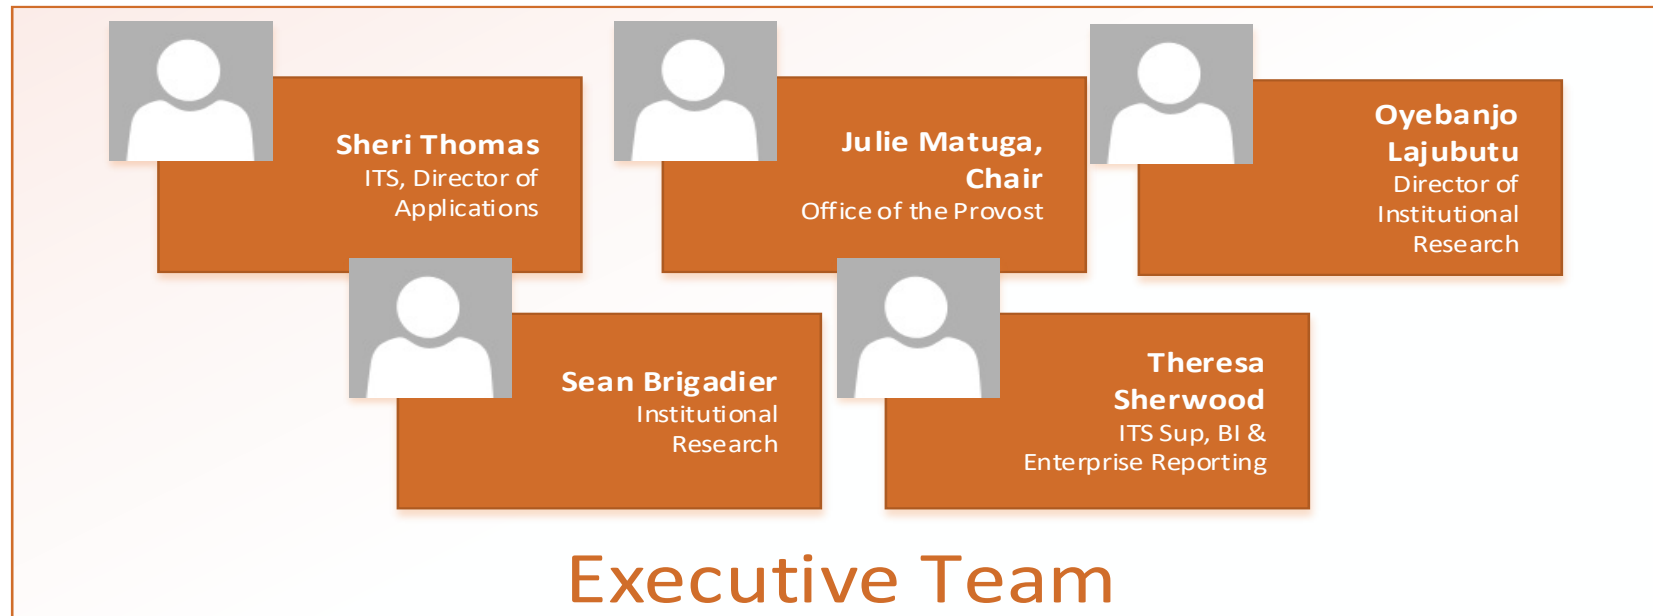 Sheri Thomas
ITS, Director of
Applications
Julie Matuga,
Chair
Office of the Provost
Oyebanjo
Lajubutu
Director of
Institutional
Research
Sean Brigadier
Institutional
Research
Theresa
Sherwood
ITS Sup, BI &
Enterprise Reporting
Executive Team